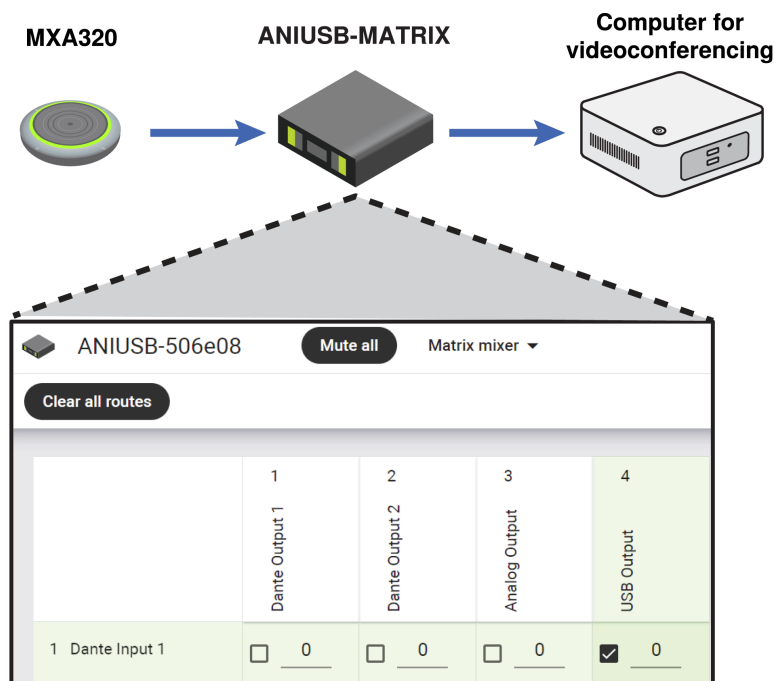 MXA320
ANIUSB-MATRIX
Computer for
videoconferencing
ANIUSB-506e08
Mute all
Matrix mixer
Clear all routes
1
2
3
4
Dante Output 1
Dante Output 2
Analog Output
USB Output
1 Dante Input 1
0
0
0
0